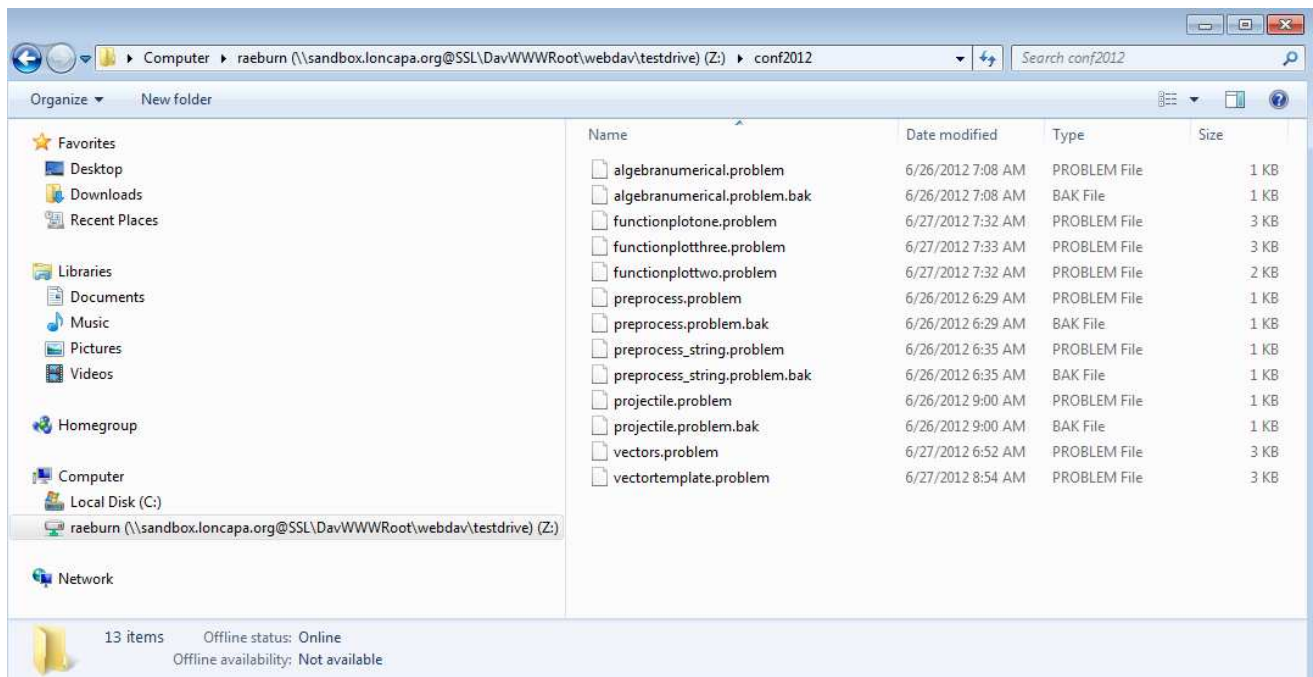 Computer raeburn (\\sandbox.loncapa.org@SSL\DavWWWRoot\webdav\testdrive) (Z:) conf2012
Search conf2012
Organize New folder
Favorites
Desktop
Downloads
Recent Places
Libraries
Documents
Music
Pictures
Videos
Homegroup
Computer
Local Disk (C:)
raeburn (\\sandbox.loncapa.org@SSL\DavWWWRoot\webdav\testdrive) (Z:)
Network
Name Date modified Type Size
algebranumerical.problem 6/26/2012 7:08 AM PROBLEM File 1 KB
algebranumerical.problem.bak 6/26/2012 7:08 AM BAK File 1 KB
functionplotone.problem 6/27/2012 7:32 AM PROBLEM File 3 KB
functionplotthree.problem 6/27/2012 7:33 AM PROBLEM File 3 KB
functionplottwo.problem 6/27/2012 7:32 AM PROBLEM File 2 KB
preprocess.problem 6/26/2012 6:29 AM PROBLEM File 1 KB
preprocess.problem.bak 6/26/2012 6:29 AM BAK File 1 KB
preprocess_string.problem 6/26/2012 6:35 AM PROBLEM File 1 KB
preprocess_string.problem.bak 6/26/2012 6:35 AM BAK File 1 KB
projectile.problem 6/26/2012 9:00 AM PROBLEM File 1 KB
projectile.problem.bak 6/26/2012 9:00 AM BAK File 1 KB
vectors.problem 6/27/2012 6:52 AM PROBLEM File 3 KB
vectortemplate.problem 6/27/2012 8:54 AM PROBLEM File 3 KB
13 items Offline status: Online
Offline availability: Not available